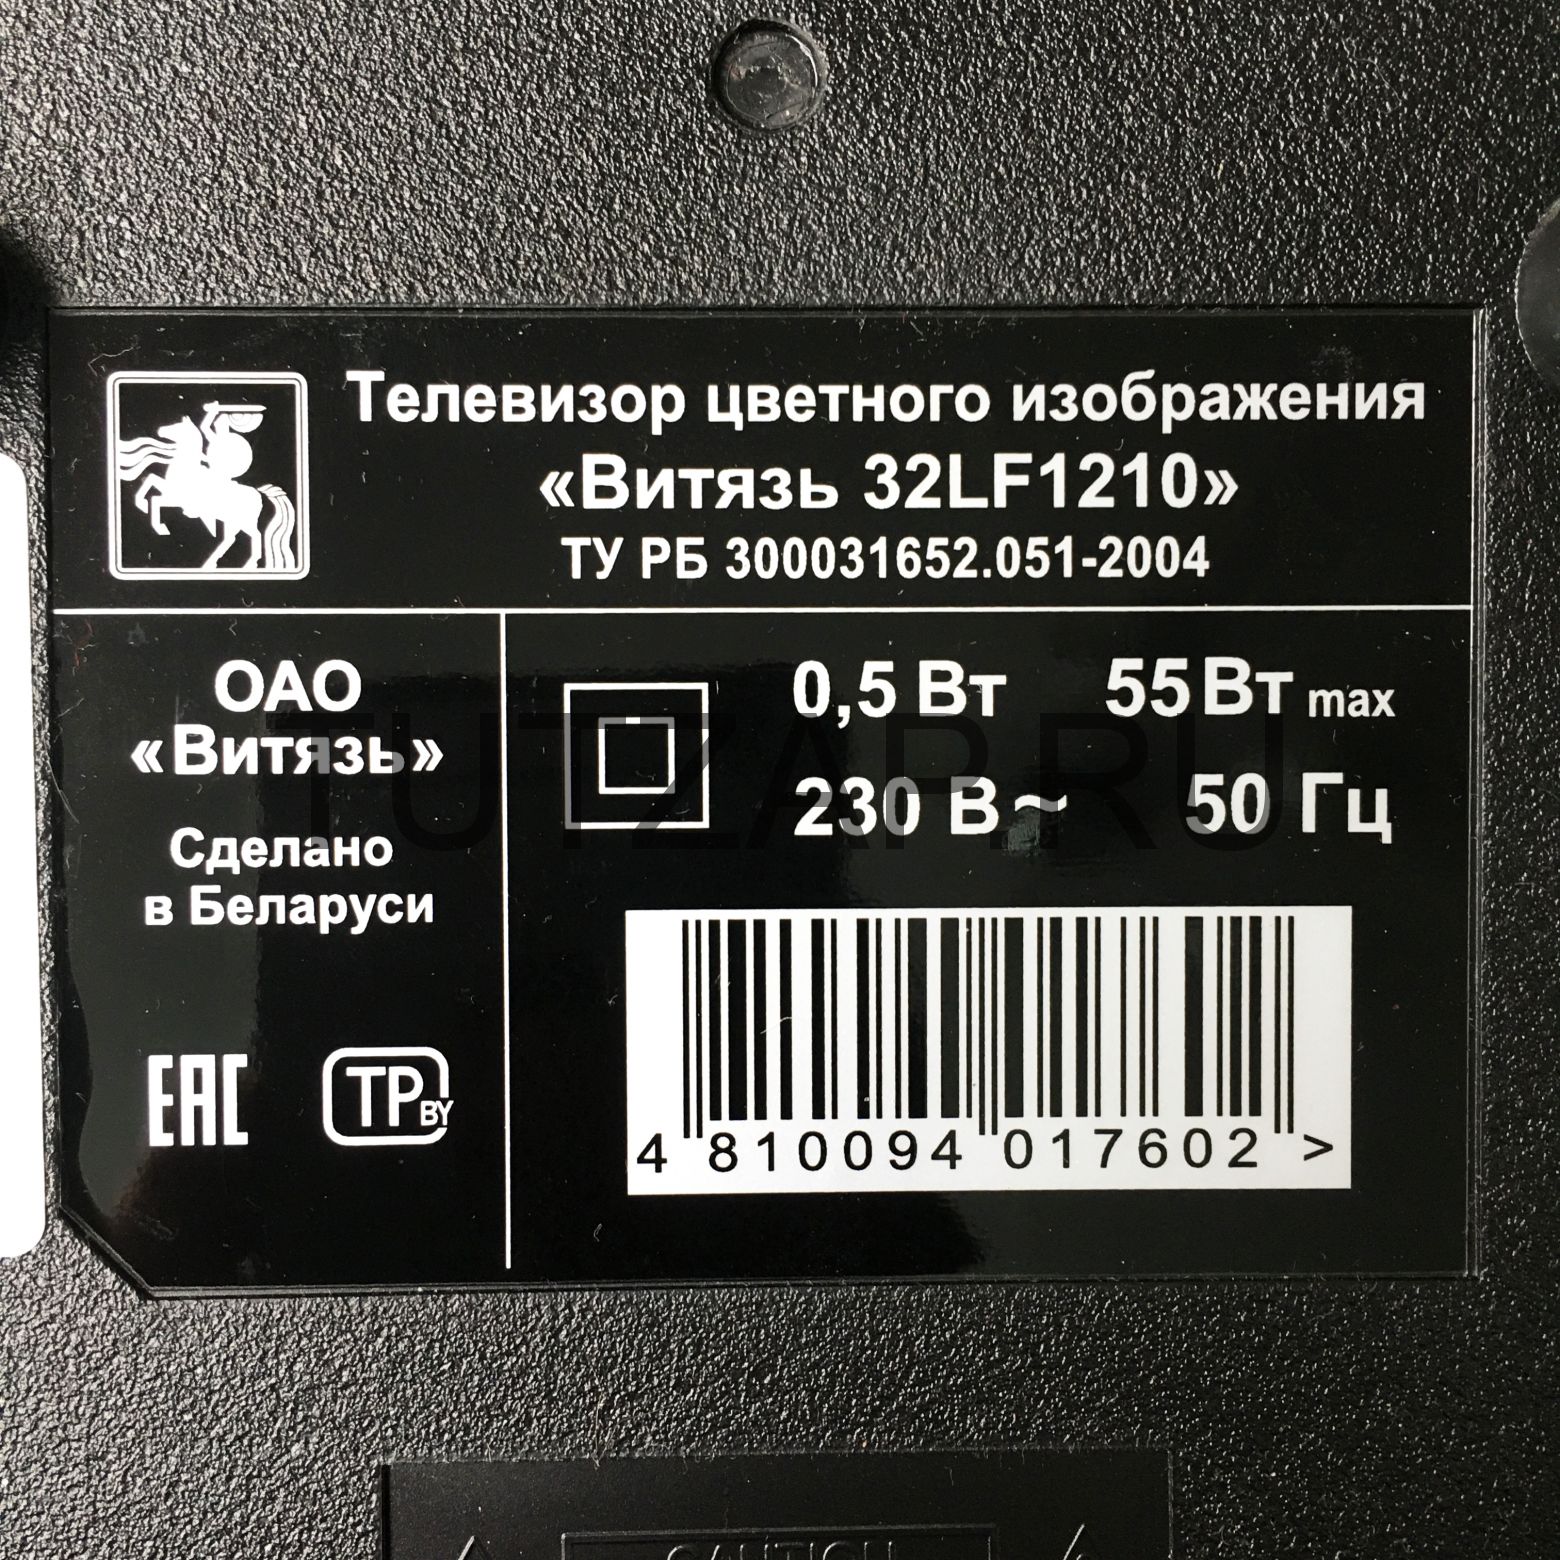 Телевизор цветного изображения
«Витязь 32LF1210»
ТУ РБ 300031652.051-2004
ОАО
«Витязь»
Сделано
в Беларуси
EAC
TP BY
0,5 Вт 55 Вт max
230 В ~ 50 Гц
4 810094 017602 >
TUTZAP.RU
CAUTION